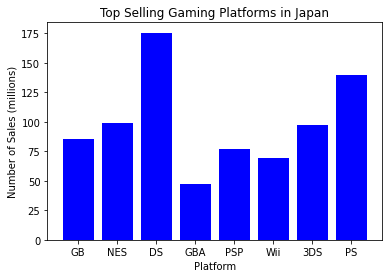 Top Selling Gaming Platforms in Japan
Number of Sales (millions)
175
150
125
100
75
50
25
0
GB NES DS GBA PSP Wii 3DS PS
Platform